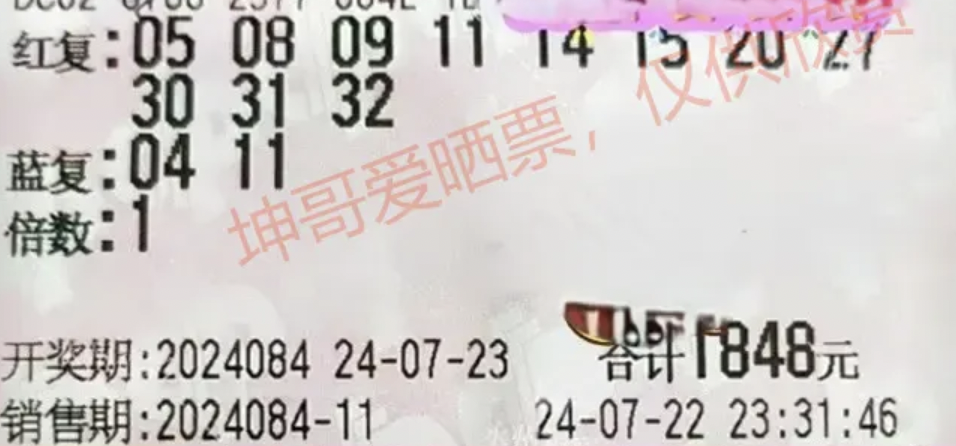 红复:05 08 09 11 14 15 20 27
30 31 32
蓝复:04 11
倍数:1
坤哥爱晒票,仅供欣赏
开奖期:2024084 24-07-23 合计1848元
销售期:2024084-11 24-07-22 23:31:46